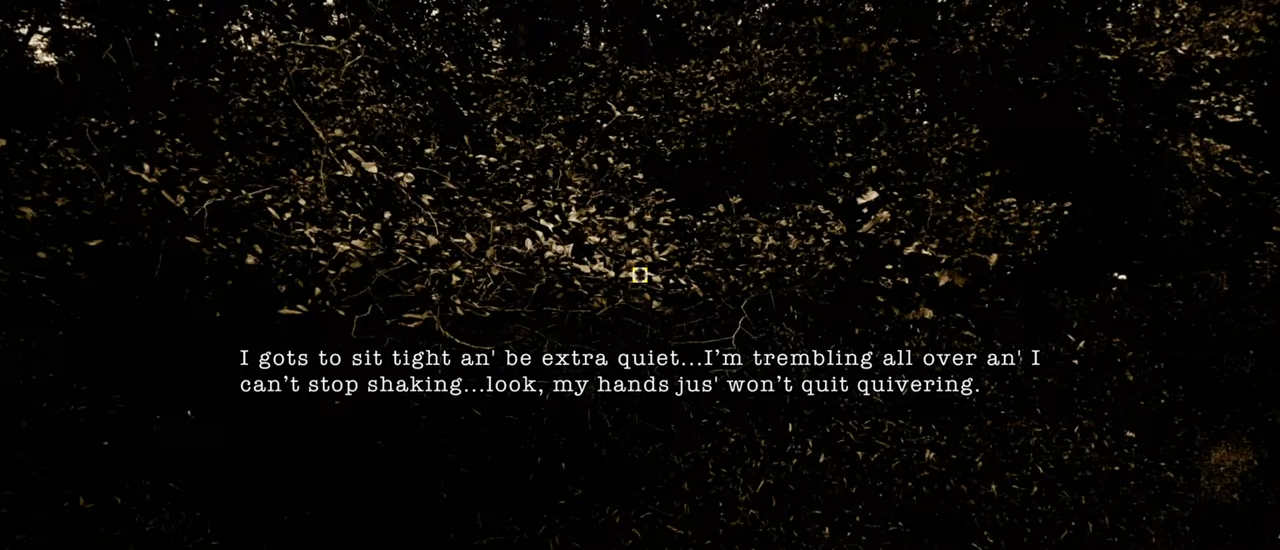 I gots to sit tight an' be extra quiet...I’m trembling all over an' I
can’t stop shaking...look, my hands jus' won’t quit quivering.